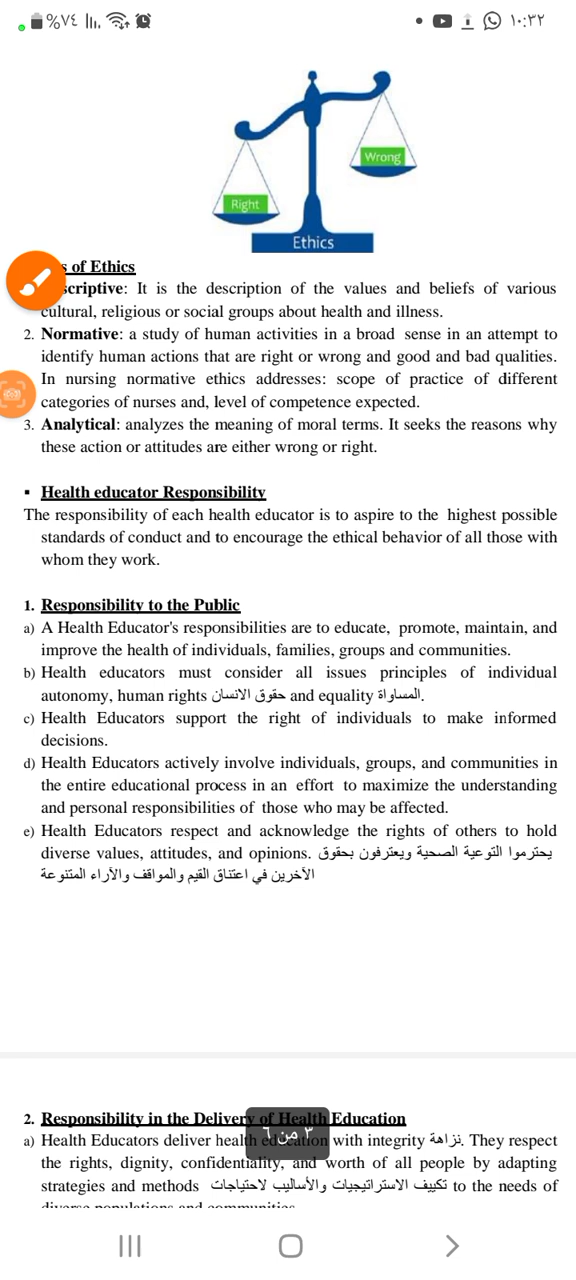 %٧٤ ١٠:٣٢
Wrong
Right
Ethics
s of Ethics
scriptive: It is the description of the values and beliefs of various
cultural, religious or social groups about health and illness.
2. Normative: a study of human activities in a broad sense in an attempt to
identify human actions that are right or wrong and good and bad qualities.
In nursing normative ethics addresses: scope of practice of different
categories of nurses and, level of competence expected.
3. Analytical: analyzes the meaning of moral terms. It seeks the reasons why
these action or attitudes are either wrong or right.
▪ Health educator Responsibility
The responsibility of each health educator is to aspire to the highest possible
standards of conduct and to encourage the ethical behavior of all those with
whom they work.
1. Responsibility to the Public
a) A Health Educator's responsibilities are to educate, promote, maintain, and
improve the health of individuals, families, groups and communities.
b) Health educators must consider all issues principles of individual
autonomy, human rights حقوق الانسان and equality المساواة.
c) Health Educators support the right of individuals to make informed
decisions.
d) Health Educators actively involve individuals, groups, and communities in
the entire educational process in an effort to maximize the understanding
and personal responsibilities of those who may be affected.
e) Health Educators respect and acknowledge the rights of others to hold
diverse values, attitudes, and opinions. يحترموا التوعية الصحية ويعترفون بحقوق
الآخرين في اعتناق القيم والمواقف والآراء المتنوعة
2. Responsibility in the Delivery of Health Education
٣ من ٦
a) Health Educators deliver health education with integrity نزاهة. They respect
the rights, dignity, confidentiality, and worth of all people by adapting
strategies and methods تكييف الاستراتيجيات والأساليب لاحتياجات to the needs of
diverse populations and communities